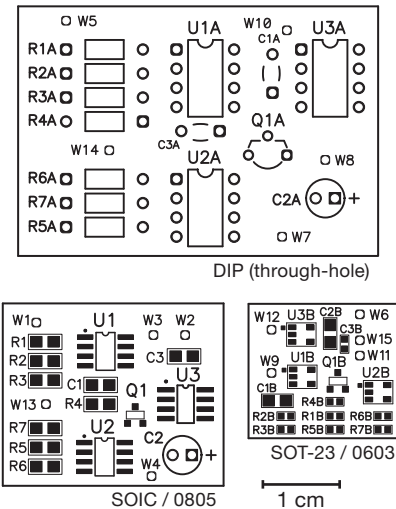 W5
W10
R1A
U1A
C1A
U3A
R2A
R3A
R4A
Q1A
C3A
W14
U2A
W8
R6A
R7A
C2A
+
R5A
W7
DIP (through-hole)
W1
U1
W3
W2
R1
R2
C3
R3
C1
U3
W13
R4
Q1
R7
U2
C2
R5
+
R6
W4
SOIC / 0805
W12
U3B
C2B
W6
C3B
W15
W9
U1B
Q1B
W11
U2B
C1B
R4B
R2B
R1B
R6B
R3B
R5B
R7B
SOT-23 / 0603
1 cm